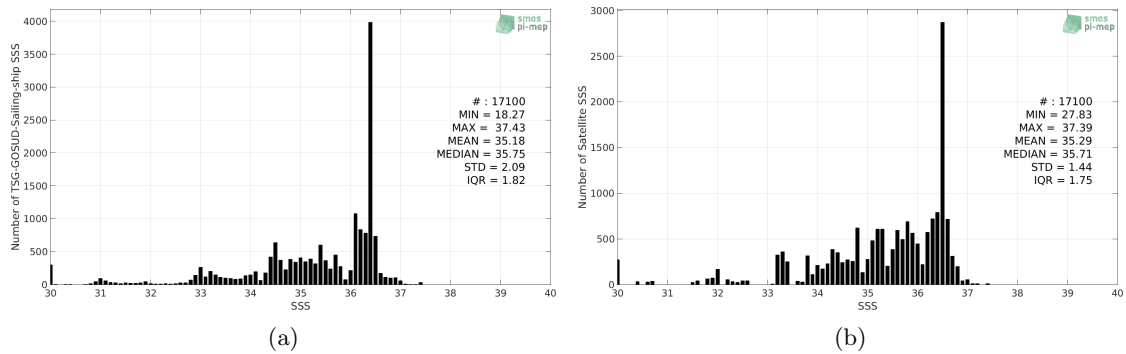 smos
pi-mep
Number of TSG-GOSUD-Sailing-ship SSS
4000
3500
3000
2500
2000
1500
1000
500
0
# : 17100
MIN = 18.27
MAX = 37.43
MEAN = 35.18
MEDIAN = 35.75
STD = 2.09
IQR = 1.82
30 31 32 33 34 35 36 37 38 39 40
SSS
(a)
smos
pi-mep
Number of Satellite SSS
3000
2500
2000
1500
1000
500
0
# : 17100
MIN = 27.83
MAX = 37.39
MEAN = 35.29
MEDIAN = 35.71
STD = 1.44
IQR = 1.75
30 31 32 33 34 35 36 37 38 39 40
SSS
(b)